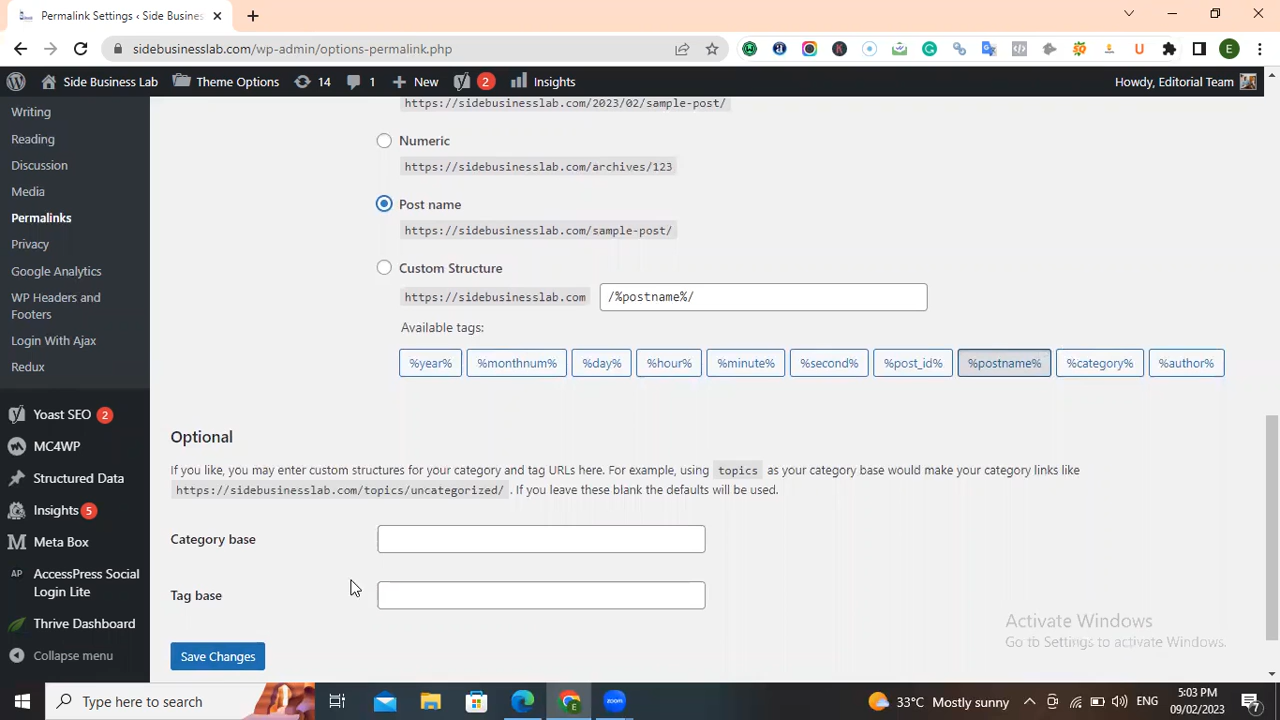 Permalink Settings ‹ Side Busines
sidebusinesslab.com/wp-admin/options-permalink.php
Side Business Lab
Theme Options
14
1
New
2
Insights
Howdy, Editorial Team
Writing
Reading
Discussion
Media
Permalinks
Privacy
Google Analytics
WP Headers and
Footers
Login With Ajax
Redux
Yoast SEO 2
MC4WP
Structured Data
Insights 5
Meta Box
AccessPress Social
Login Lite
Thrive Dashboard
Collapse menu
https://sidebusinesslab.com/2023/02/sample-post/
Numeric
https://sidebusinesslab.com/archives/123
Post name
https://sidebusinesslab.com/sample-post/
Custom Structure
https://sidebusinesslab.com /%postname%/
Available tags:
%year% %monthnum% %day% %hour% %minute% %second% %post_id% %postname% %category% %author%
Optional
If you like, you may enter custom structures for your category and tag URLs here. For example, using topics as your category base would make your category links like
https://sidebusinesslab.com/topics/uncategorized/ . If you leave these blank the defaults will be used.
Category base
Tag base
Save Changes
Activate Windows
Go to Settings to activate Windows.
Type here to search
zoom
33°C Mostly sunny
ENG
5:03 PM
09/02/2023
7